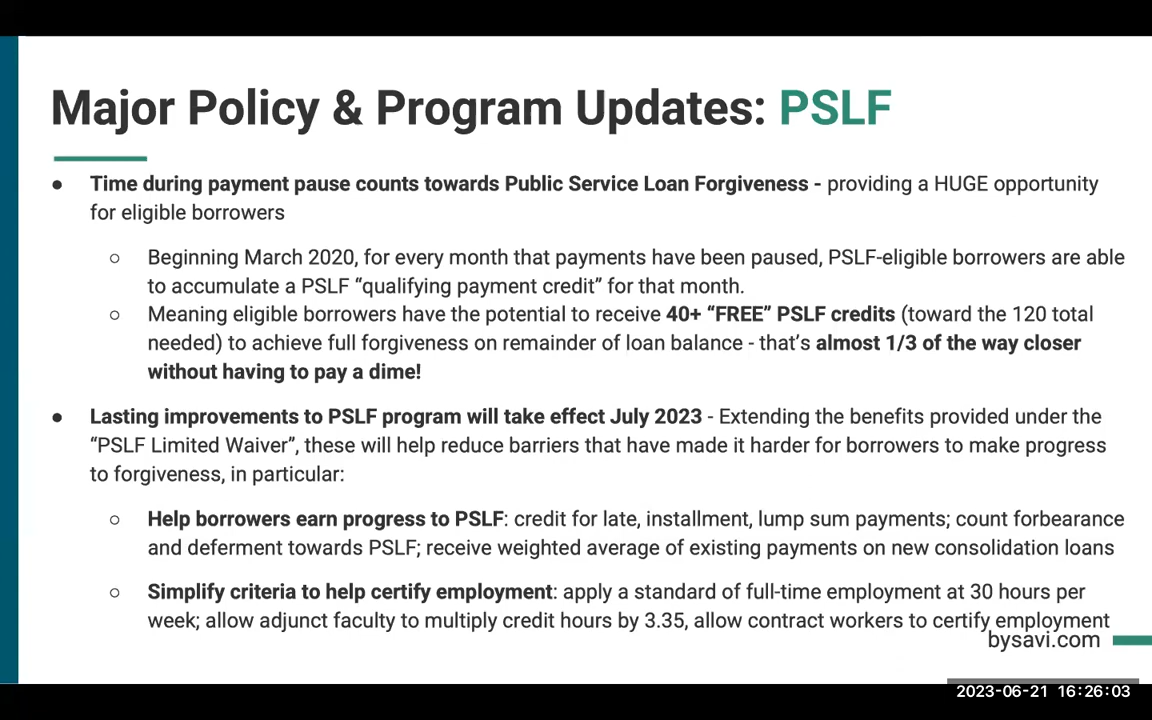 Major Policy & Program Updates: PSLF
● Time during payment pause counts towards Public Service Loan Forgiveness - providing a HUGE opportunity
for eligible borrowers
○ Beginning March 2020, for every month that payments have been paused, PSLF-eligible borrowers are able
to accumulate a PSLF “qualifying payment credit” for that month.
○ Meaning eligible borrowers have the potential to receive 40+ “FREE” PSLF credits (toward the 120 total
needed) to achieve full forgiveness on remainder of loan balance - that’s almost 1/3 of the way closer
without having to pay a dime!
● Lasting improvements to PSLF program will take effect July 2023 - Extending the benefits provided under the
“PSLF Limited Waiver”, these will help reduce barriers that have made it harder for borrowers to make progress
to forgiveness, in particular:
○ Help borrowers earn progress to PSLF: credit for late, installment, lump sum payments; count forbearance
and deferment towards PSLF; receive weighted average of existing payments on new consolidation loans
○ Simplify criteria to help certify employment: apply a standard of full-time employment at 30 hours per
week; allow adjunct faculty to multiply credit hours by 3.35, allow contract workers to certify employment
bysavi.com
2023-06-21 16:26:03